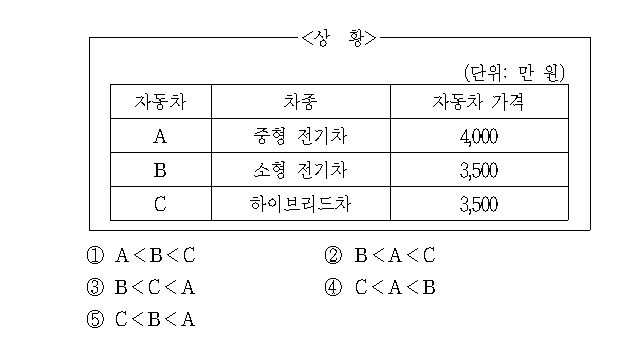 <상 황>
(단위: 만 원)
자동차 차종 자동차 가격
A 중형 전기차 4,000
B 소형 전기차 3,500
C 하이브리드차 3,500
① A<B<C ② B<A<C
③ B<C<A ④ C<A<B
⑤ C<B<A